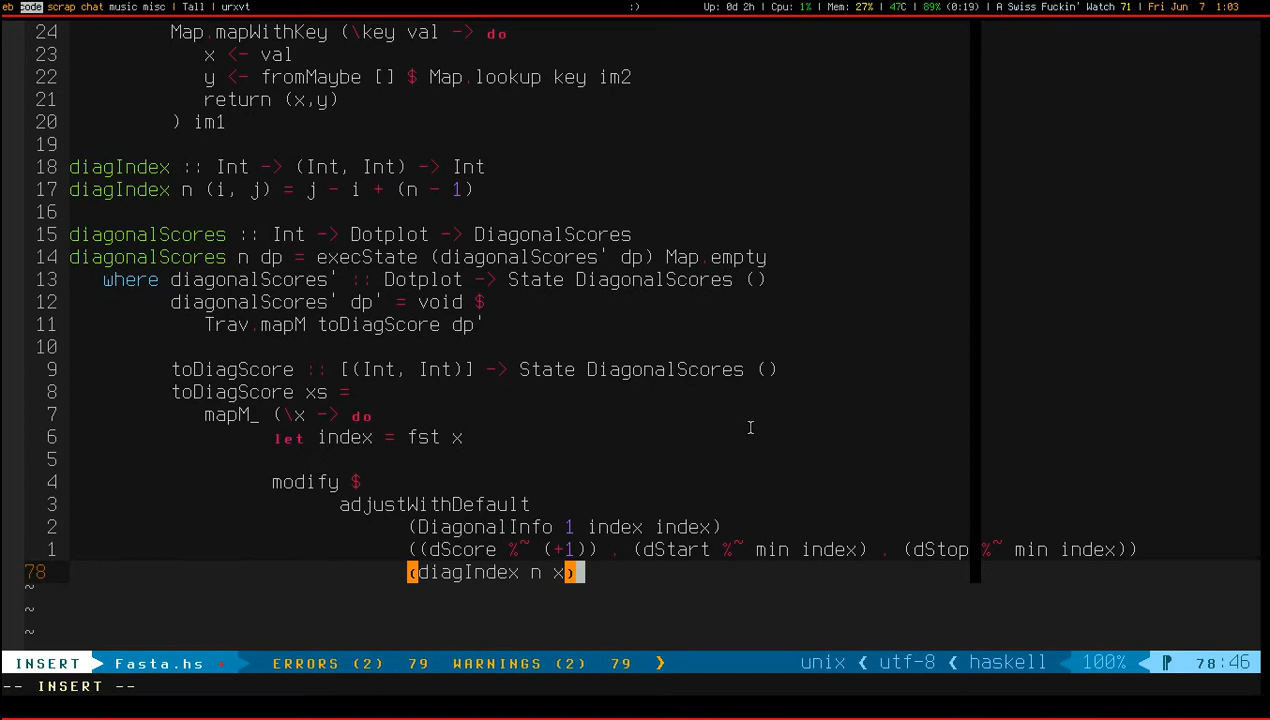 eb code scrap chat music misc | Tall | urxvt :) | Up: 0d 2h | Cpu: 1% | Mem: 27% | 47C | 89% (0:19) | A Swiss Fuckin' Watch 71 | Fri Jun 7 1:03
24 Map.mapWithKey (\key val -> do
23 x <- val
22 y <- fromMaybe [] $ Map.lookup key im2
21 return (x,y)
20 ) im1
19
18 diagIndex :: Int -> (Int, Int) -> Int
17 diagIndex n (i, j) = j - i + (n - 1)
16
15 diagonalScores :: Int -> Dotplot -> DiagonalScores
14 diagonalScores n dp = execState (diagonalScores' dp) Map.empty
13 where diagonalScores' :: Dotplot -> State DiagonalScores ()
12 diagonalScores' dp' = void $
11 Trav.mapM toDiagScore dp'
10
9 toDiagScore :: [(Int, Int)] -> State DiagonalScores ()
8 toDiagScore xs =
7 mapM_ (\x -> do
6 let index = fst x
5
4 modify $
3 adjustWithDefault
2 (DiagonalInfo 1 index index)
1 ((dScore %~ (+1)) . (dStart %~ min index) . (dStop %~ min index))
78 (diagIndex n x)
~
~
~
INSERT Fasta.hs ERRORS (2) 79 WARNINGS (2) 79 unix utf-8 haskell 100% 78:46
-- INSERT --